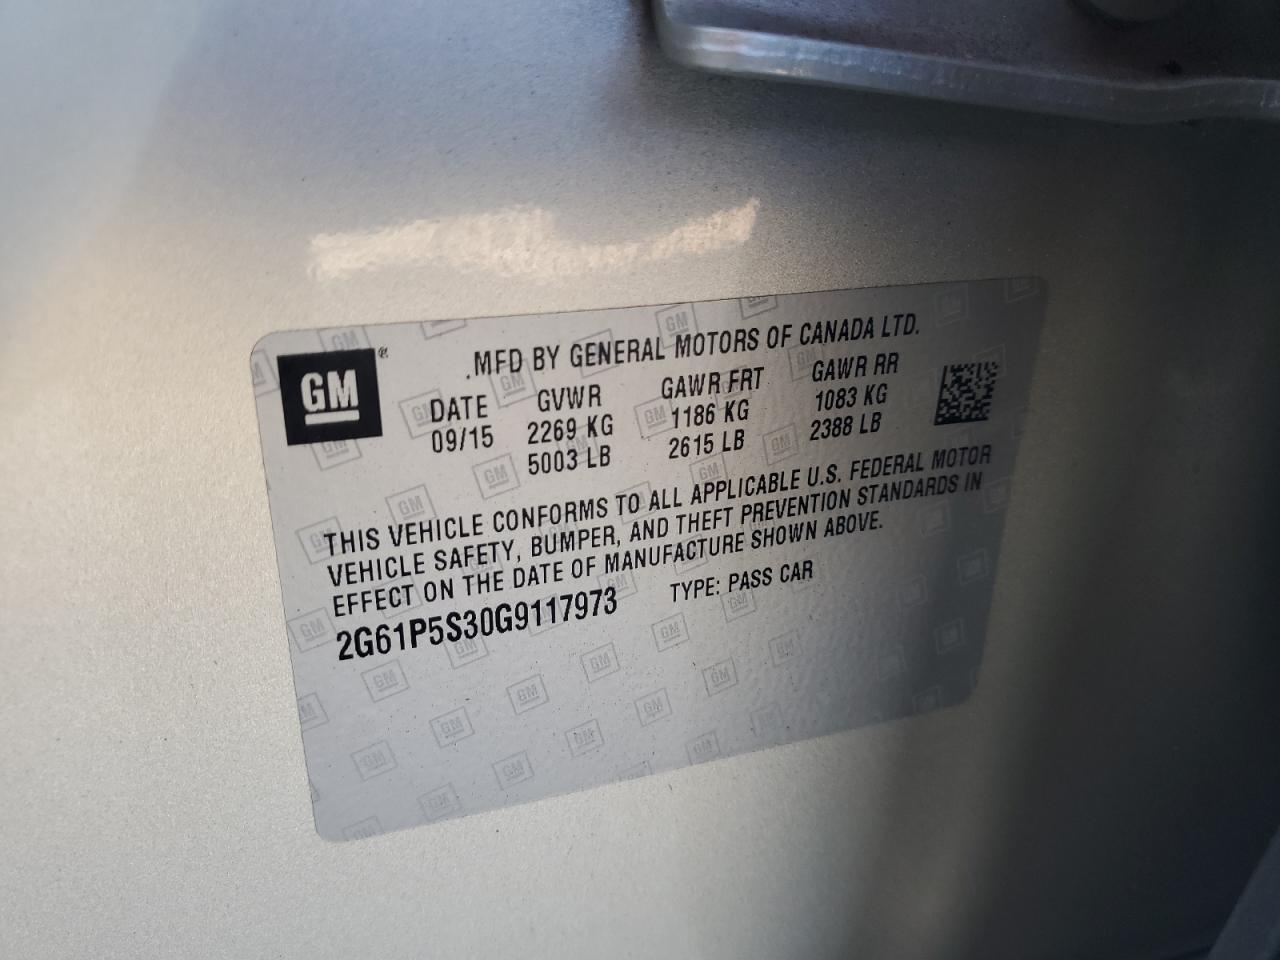 GM
.MFD BY GENERAL MOTORS OF CANADA LTD.
DATE GVWR GAWR FRT GAWR RR
09/15 2269 KG 1186 KG 1083 KG
5003 LB 2615 LB 2388 LB
THIS VEHICLE CONFORMS TO ALL APPLICABLE U.S. FEDERAL MOTOR
VEHICLE SAFETY, BUMPER, AND THEFT PREVENTION STANDARDS IN
EFFECT ON THE DATE OF MANUFACTURE SHOWN ABOVE.
2G61P5S30G9117973 TYPE: PASS CAR